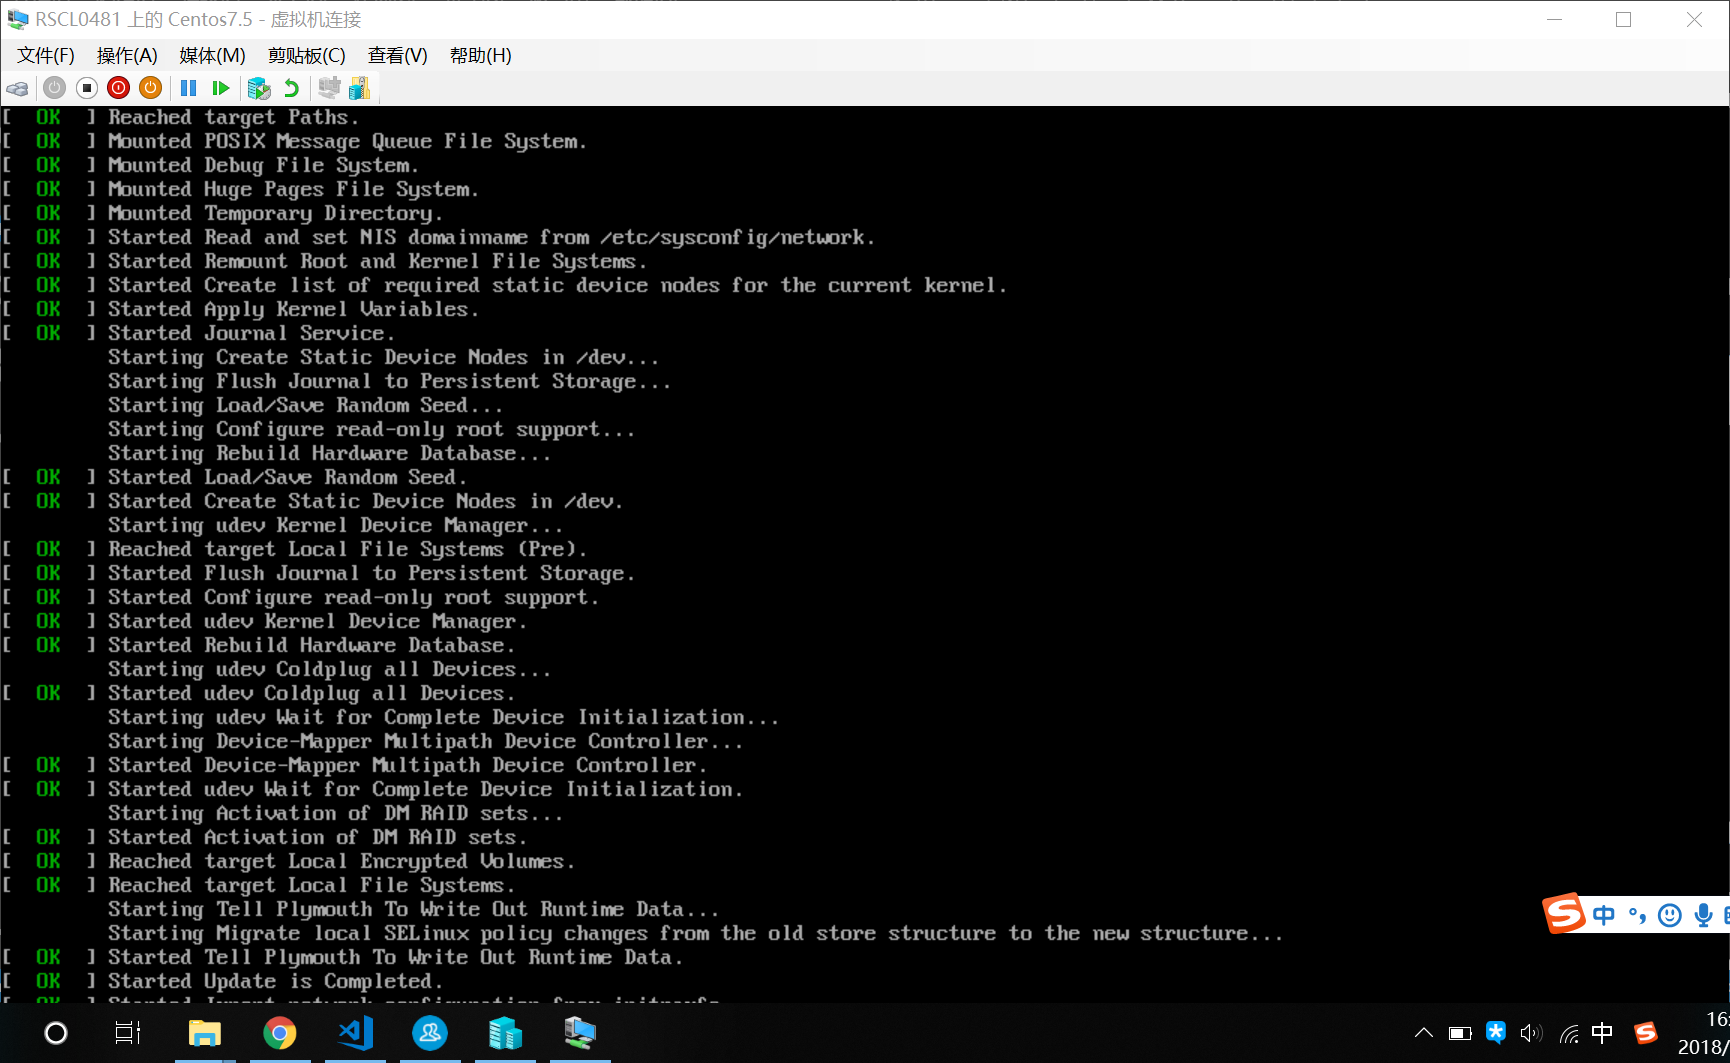 RSCL0481 上的 Centos7.5 - 虚拟机连接
文件(F) 操作(A) 媒体(M) 剪贴板(C) 查看(V) 帮助(H)
[  OK  ] Reached target Paths.
[  OK  ] Mounted POSIX Message Queue File System.
[  OK  ] Mounted Debug File System.
[  OK  ] Mounted Huge Pages File System.
[  OK  ] Mounted Temporary Directory.
[  OK  ] Started Read and set NIS domainname from /etc/sysconfig/network.
[  OK  ] Started Remount Root and Kernel File Systems.
[  OK  ] Started Create list of required static device nodes for the current kernel.
[  OK  ] Started Apply Kernel Variables.
[  OK  ] Started Journal Service.
Starting Create Static Device Nodes in /dev...
Starting Flush Journal to Persistent Storage...
Starting Load/Save Random Seed...
Starting Configure read-only root support...
Starting Rebuild Hardware Database...
[  OK  ] Started Load/Save Random Seed.
[  OK  ] Started Create Static Device Nodes in /dev.
Starting udev Kernel Device Manager...
[  OK  ] Reached target Local File Systems (Pre).
[  OK  ] Started Flush Journal to Persistent Storage.
[  OK  ] Started Configure read-only root support.
[  OK  ] Started udev Kernel Device Manager.
[  OK  ] Started Rebuild Hardware Database.
Starting udev Coldplug all Devices...
[  OK  ] Started udev Coldplug all Devices.
Starting udev Wait for Complete Device Initialization...
Starting Device-Mapper Multipath Device Controller...
[  OK  ] Started Device-Mapper Multipath Device Controller.
[  OK  ] Started udev Wait for Complete Device Initialization.
Starting Activation of DM RAID sets...
[  OK  ] Started Activation of DM RAID sets.
[  OK  ] Reached target Local Encrypted Volumes.
[  OK  ] Reached target Local File Systems.
Starting Tell Plymouth To Write Out Runtime Data...
Starting Migrate local SELinux policy changes from the old store structure to the new structure...
[  OK  ] Started Tell Plymouth To Write Out Runtime Data.
[  OK  ] Started Update is Completed.
[  OK  ] Started Import network configuration from initramfs.
S 中
中 S
16:
2018/